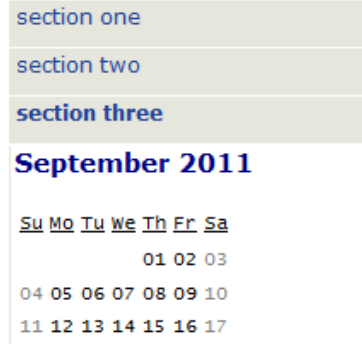 section one
section two
section three
September 2011
Su Mo Tu We Th Fr Sa
01 02 03
04 05 06 07 08 09 10
11 12 13 14 15 16 17